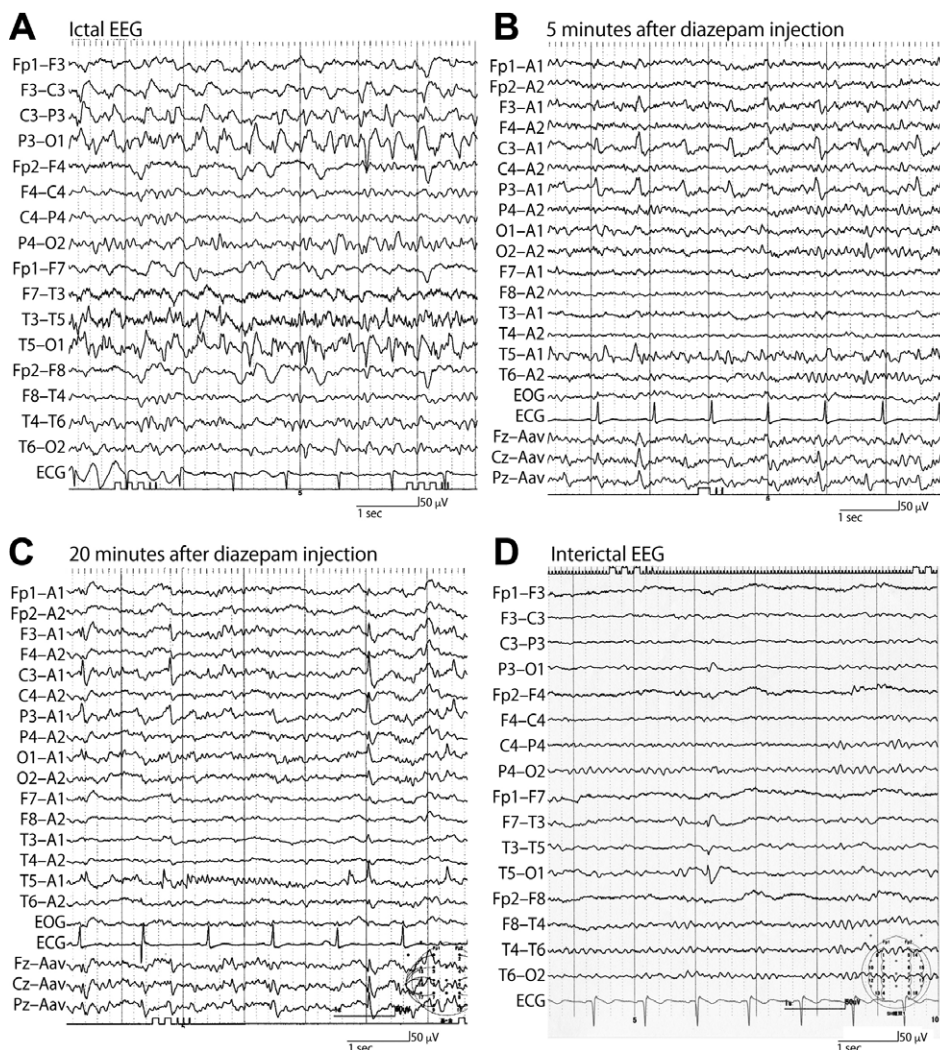 A Ictal EEG
Fp1–F3
F3–C3
C3–P3
P3–O1
Fp2–F4
F4–C4
C4–P4
P4–O2
Fp1–F7
F7–T3
T3–T5
T5–O1
Fp2–F8
F8–T4
T4–T6
T6–O2
ECG
50 μV
1 sec
B 5 minutes after diazepam injection
Fp1–A1
Fp2–A2
F3–A1
F4–A2
C3–A1
C4–A2
P3–A1
P4–A2
O1–A1
O2–A2
F7–A1
F8–A2
T3–A1
T4–A2
T5–A1
T6–A2
EOG
ECG
Fz–Aav
Cz–Aav
Pz–Aav
50 μV
1 sec
C 20 minutes after diazepam injection
Fp1–A1
Fp2–A2
F3–A1
F4–A2
C3–A1
C4–A2
P3–A1
P4–A2
O1–A1
O2–A2
F7–A1
F8–A2
T3–A1
T4–A2
T5–A1
T6–A2
EOG
ECG
Fz–Aav
Cz–Aav
Pz–Aav
50 μV
1 sec
D Interictal EEG
Fp1–F3
F3–C3
C3–P3
P3–O1
Fp2–F4
F4–C4
C4–P4
P4–O2
Fp1–F7
F7–T3
T3–T5
T5–O1
Fp2–F8
F8–T4
T4–T6
T6–O2
ECG
5 10
50 μV
1 sec